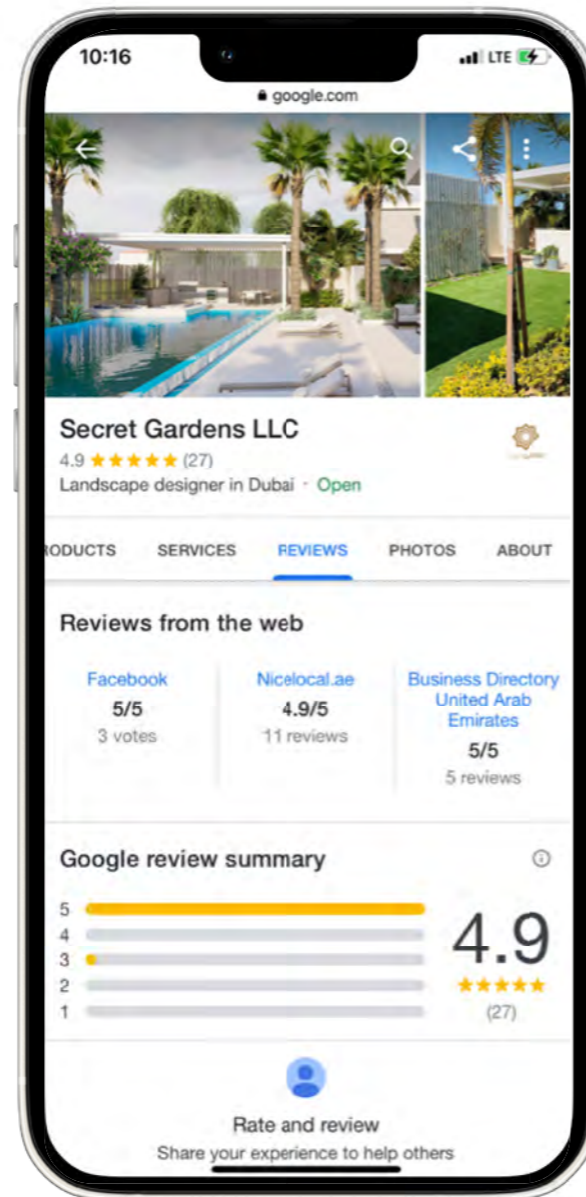 10:16
LTE
google.com
Secret Gardens LLC
4.9 ★★★★★ (27)
Landscape designer in Dubai · Open
RODUCTS SERVICES REVIEWS PHOTOS ABOUT
Reviews from the web
Facebook
5/5
3 votes
Nicelocal.ae
4.9/5
11 reviews
Business Directory
United Arab
Emirates
5/5
5 reviews
Google review summary
5
4
3
2
1
4.9
★★★★★
(27)
Rate and review
Share your experience to help others